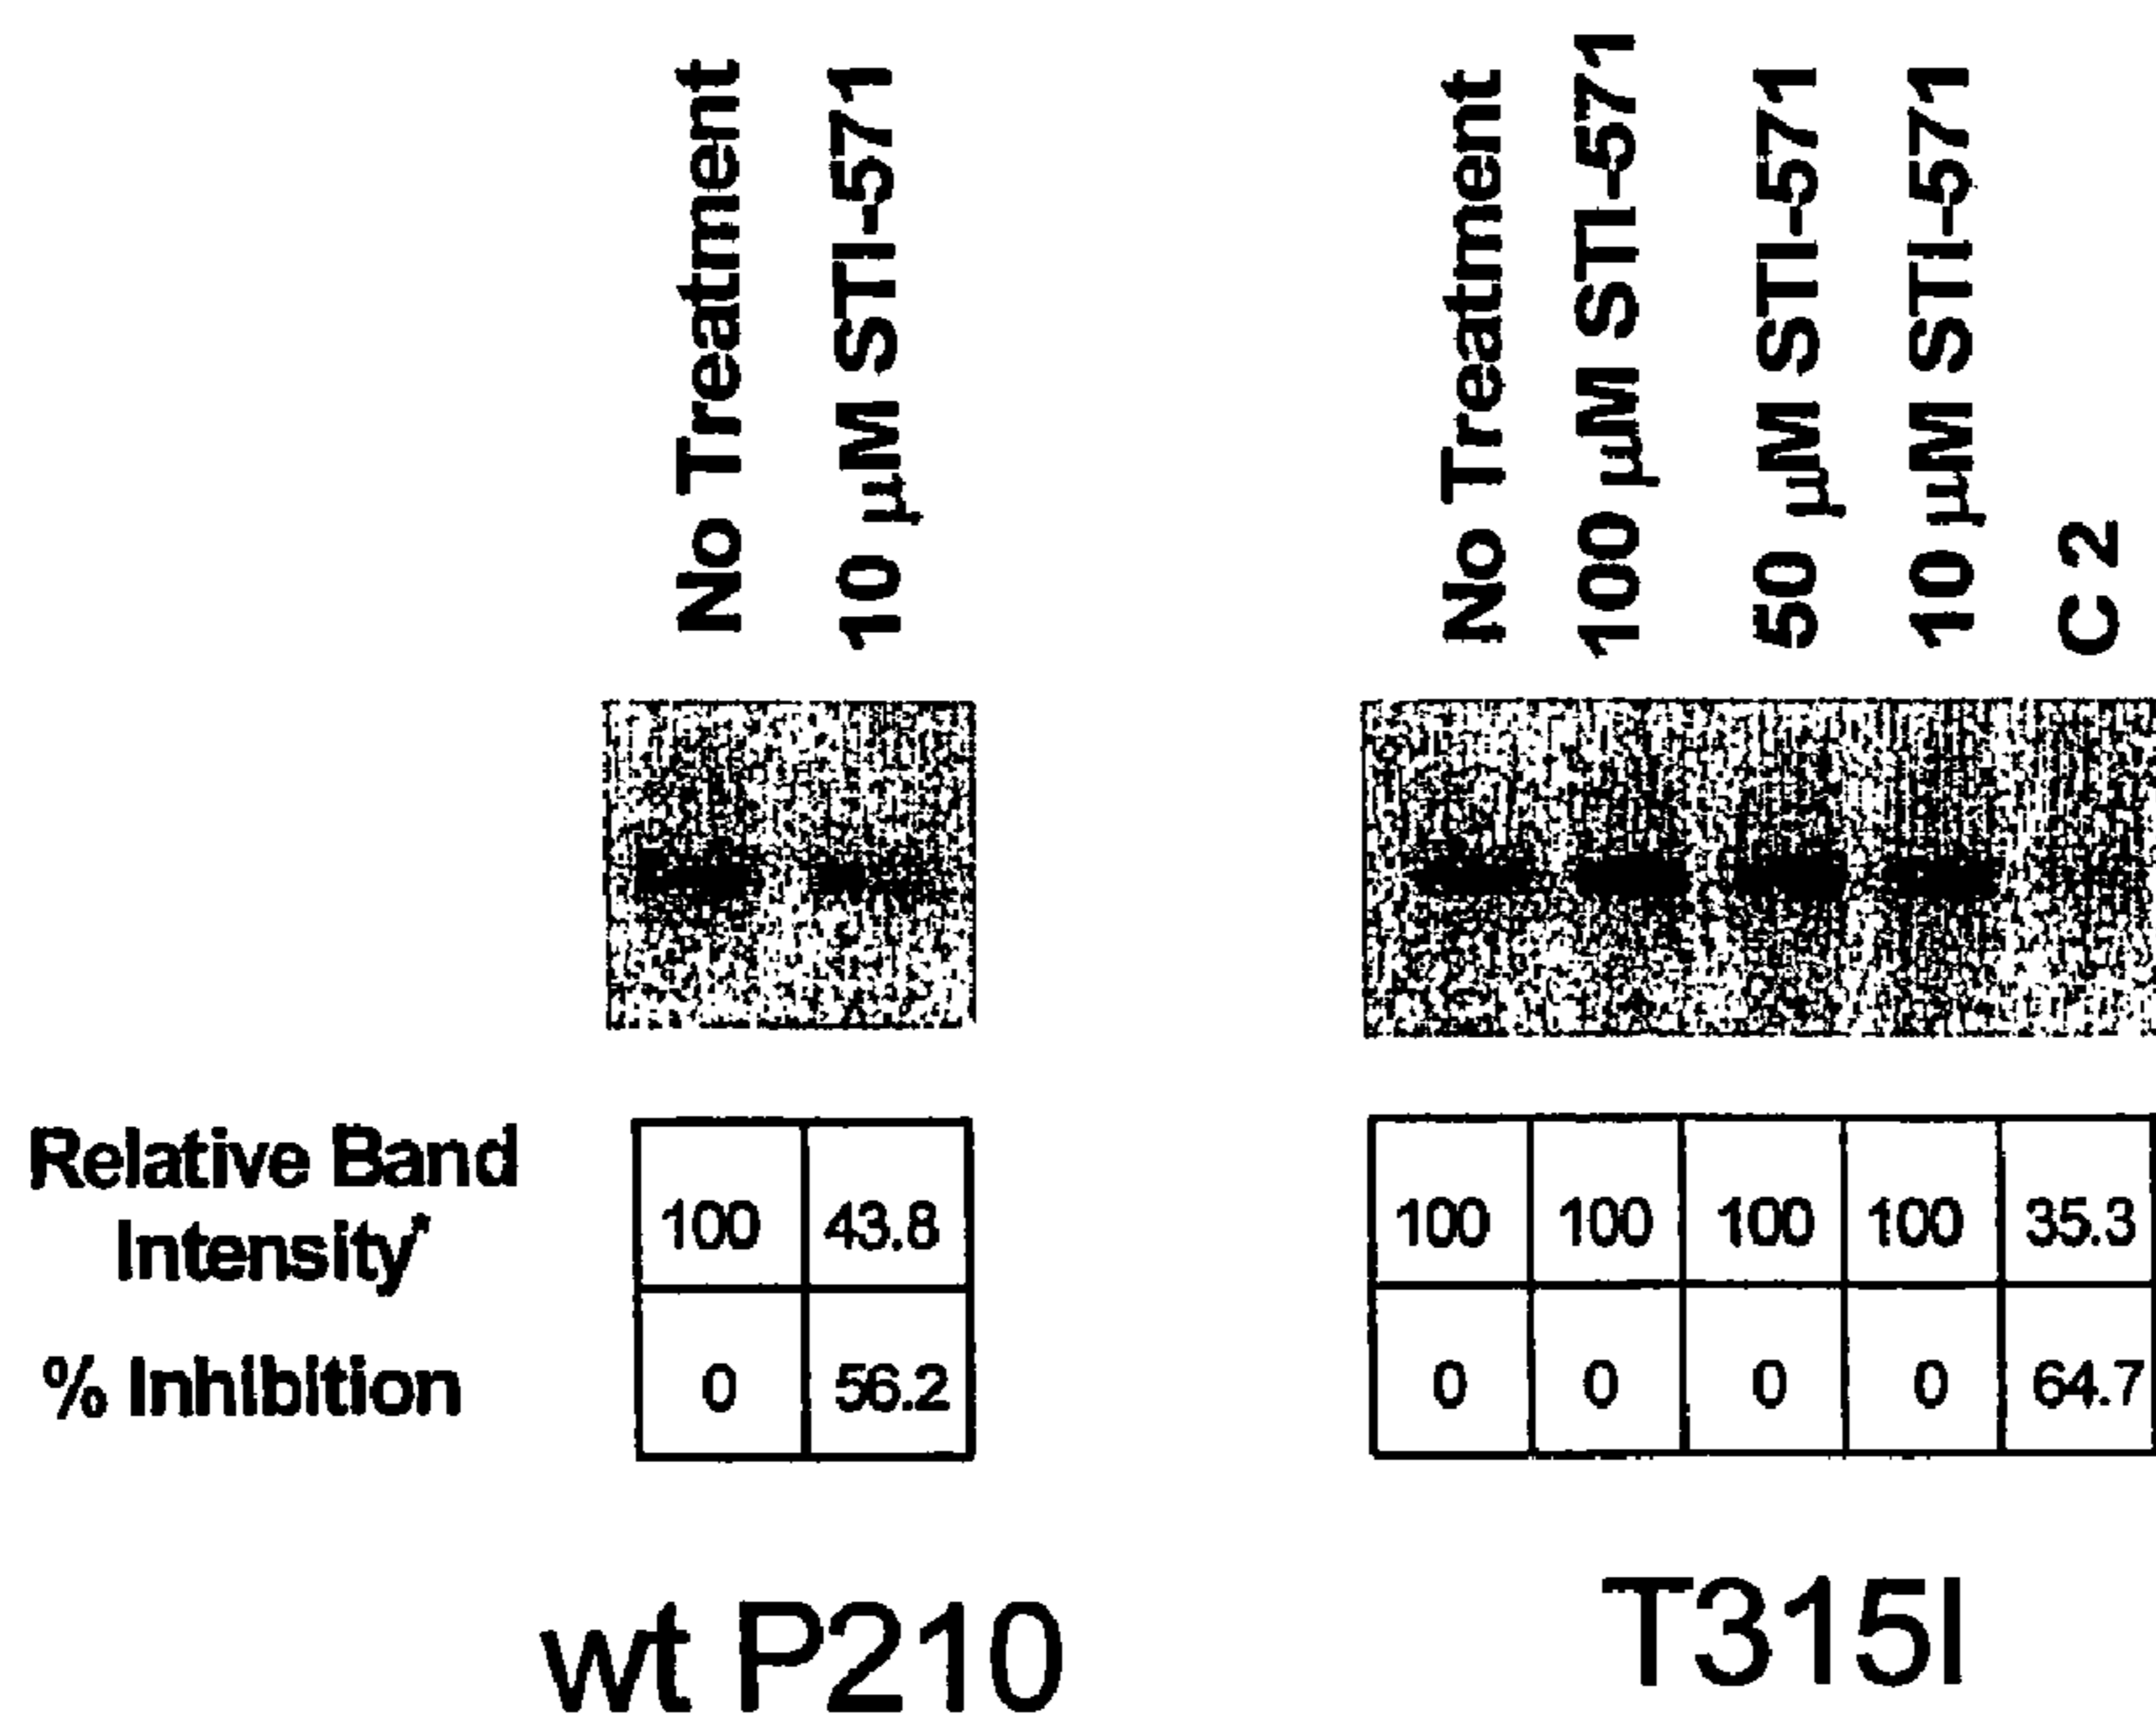 No Treatment
10 µM STI-571
No Treatment
100 µM STI-571
50 µM STI-571
10 µM STI-571
C 2
Relative Band
Intensity*
100 43.8
100 100 100 100 35.3
% Inhibition
0 56.2
0 0 0 0 64.7
wt P210
T315I